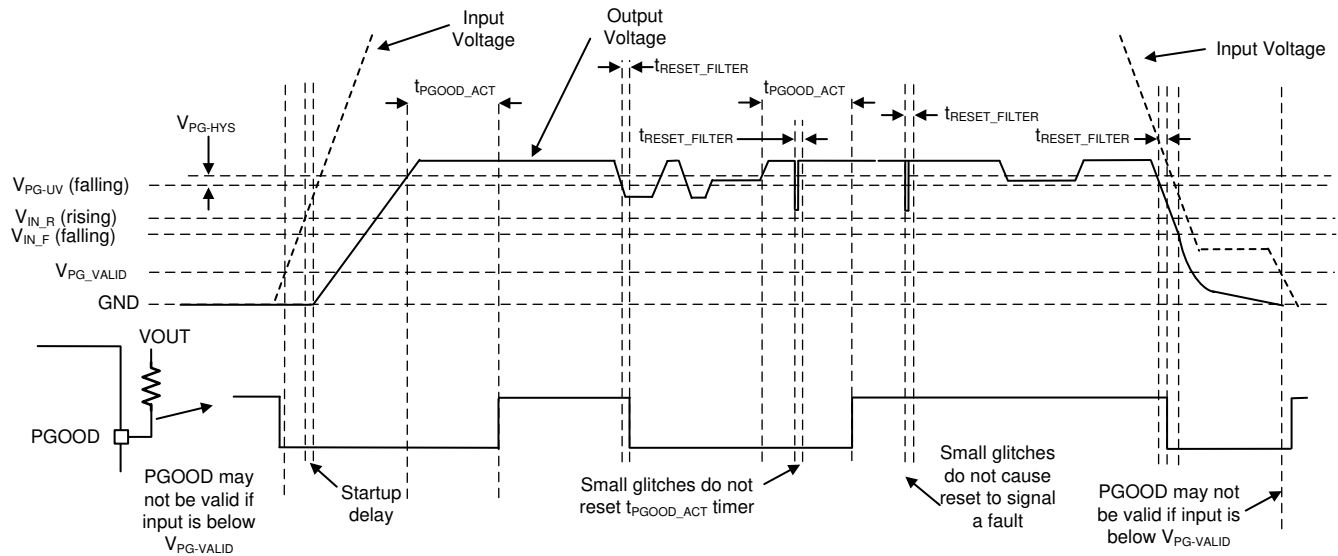 Input
Voltage
Output
Voltage
Input Voltage
tRESET_FILTER
tPGOOD_ACT
tPGOOD_ACT
tRESET_FILTER
tRESET_FILTER
tRESET_FILTER
VPG-HYS
VPG-UV (falling)
VIN_R (rising)
VIN_F (falling)
VPG_VALID
GND
VOUT
PGOOD
PGOOD may
not be valid if
input is below
VPG-VALID
Startup
delay
Small glitches do not
reset tPGOOD_ACT timer
Small glitches
do not cause
reset to signal
a fault
PGOOD may not
be valid if input is
below VPG-VALID